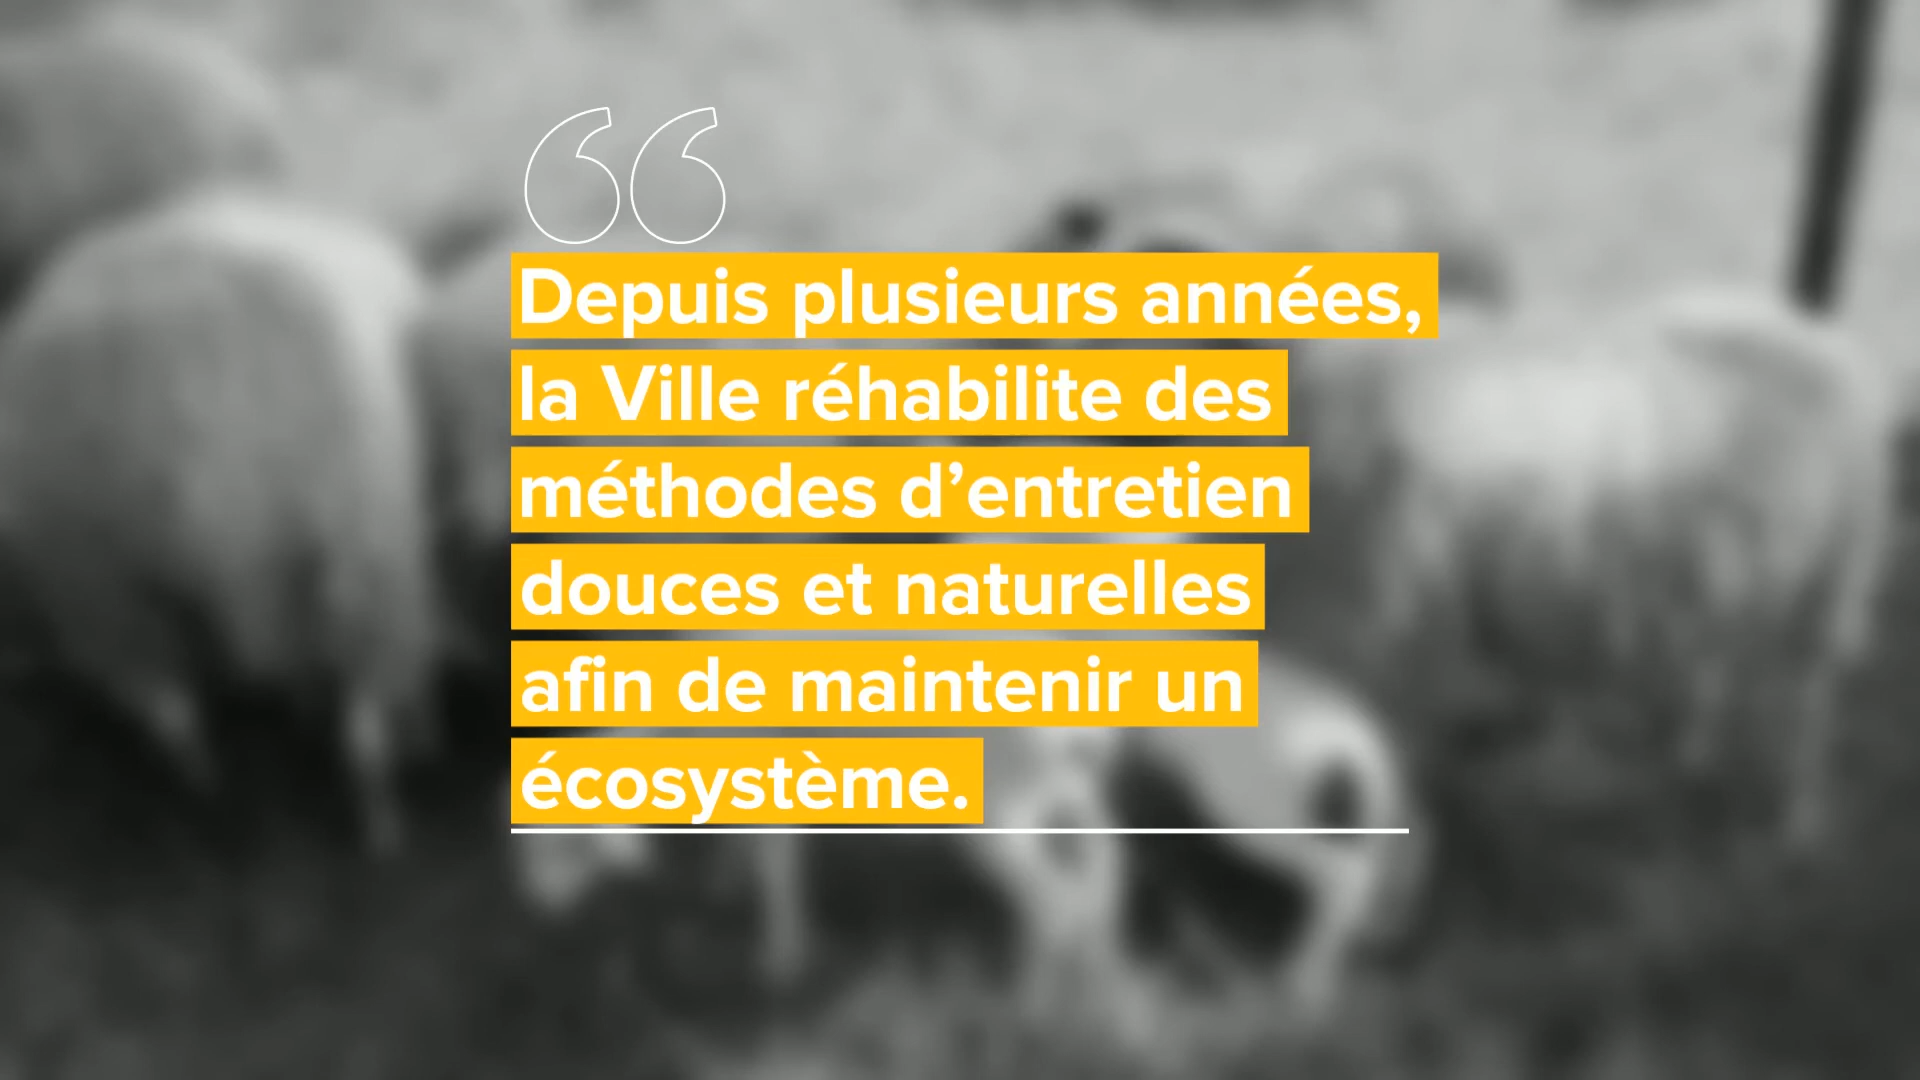 Depuis plusieurs années,
la Ville réhabilite des
méthodes d’entretien
douces et naturelles
afin de maintenir un
écosystème.